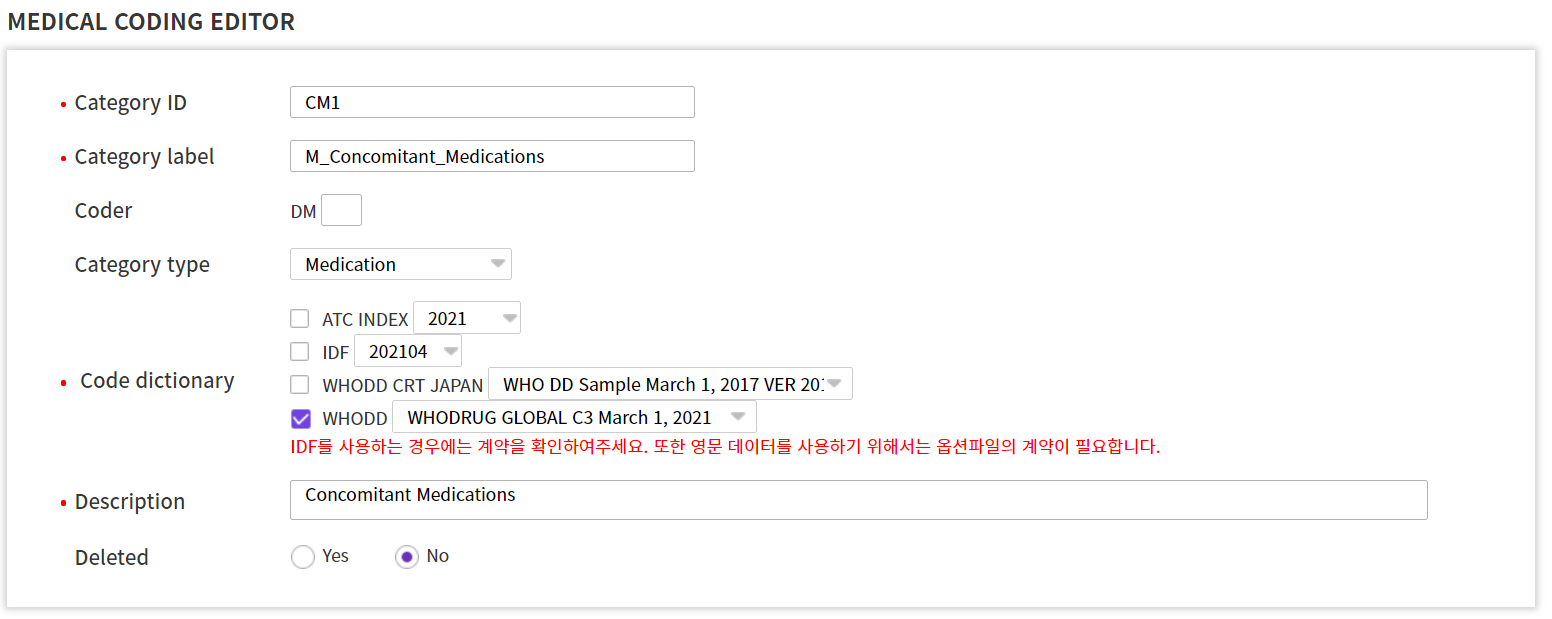 MEDICAL CODING EDITOR
Category ID CM1
Category label M_Concomitant_Medications
Coder DM
Category type Medication
ATC INDEX 2021
IDF 202104
Code dictionary
WHODD CRT JAPAN WHO DD Sample March 1, 2017 VER 201
WHODD WHODRUG GLOBAL C3 March 1, 2021
IDF를 사용하는 경우에는 계약을 확인하여주세요. 또한 영문 데이터를 사용하기 위해서는 옵션파일의 계약이 필요합니다.
Description Concomitant Medications
Deleted Yes No